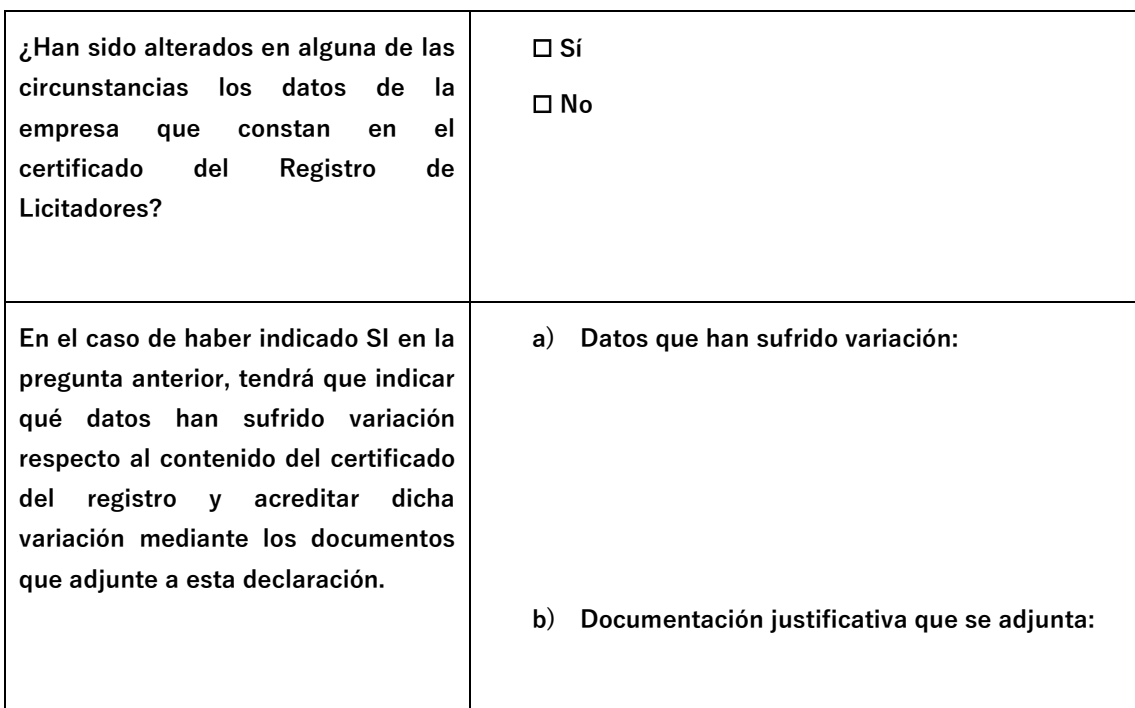 ¿Han sido alterados en alguna de las
circunstancias los datos de la
empresa que constan en el
certificado del Registro de
Licitadores?
☐ Sí
☐ No
En el caso de haber indicado SI en la
pregunta anterior, tendrá que indicar
qué datos han sufrido variación
respecto al contenido del certificado
del registro y acreditar dicha
variación mediante los documentos
que adjunte a esta declaración.
a) Datos que han sufrido variación:
b) Documentación justificativa que se adjunta: